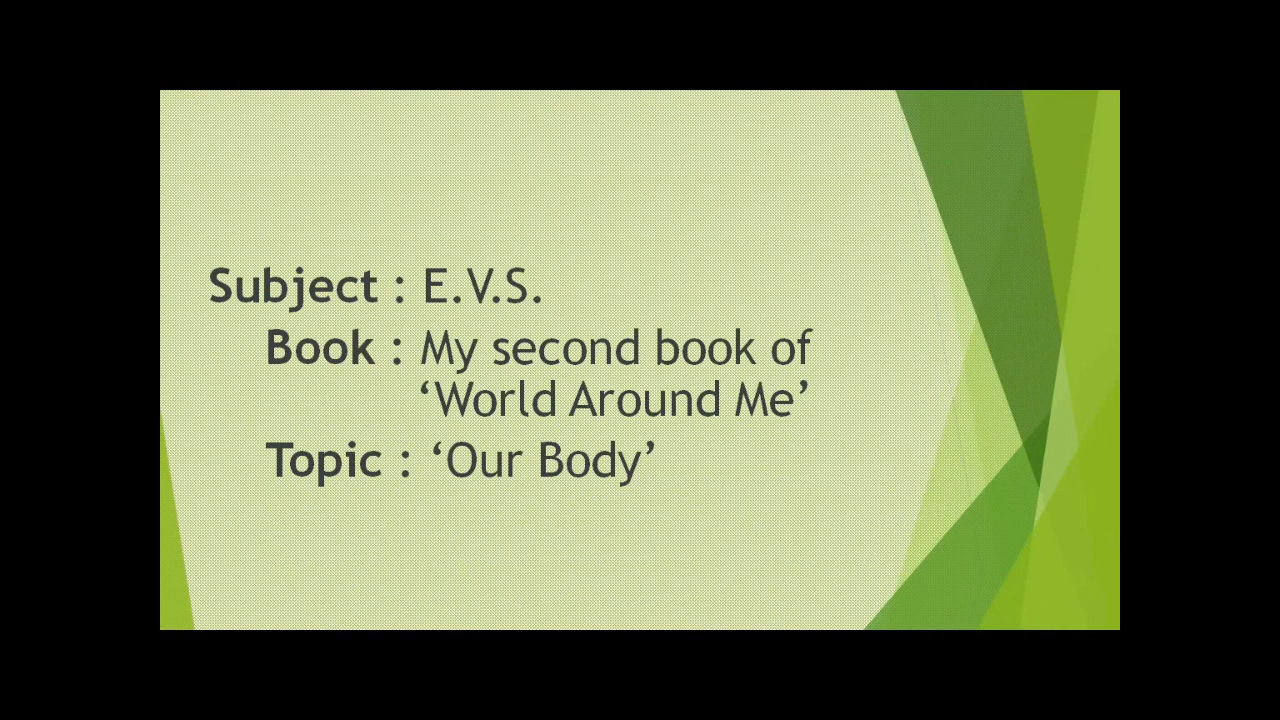 Subject : E.V.S.
Book : My second book of
‘World Around Me’
Topic : ‘Our Body’